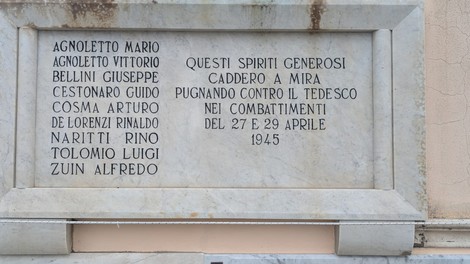 AGNOLETTO MARIO
AGNOLETTO VITTORIO
BELLINI GIUSEPPE
CESTONARO GUIDO
COSMA ARTURO
DE LORENZI RINALDO
NARITTI RINO
TOLOMIO LUIGI
ZUIN ALFREDO
QUESTI SPIRITI GENEROSI
CADDERO A MIRA
PUGNANDO CONTRO IL TEDESCO
NEI COMBATTIMENTI
DEL 27 E 29 APRILE
1945